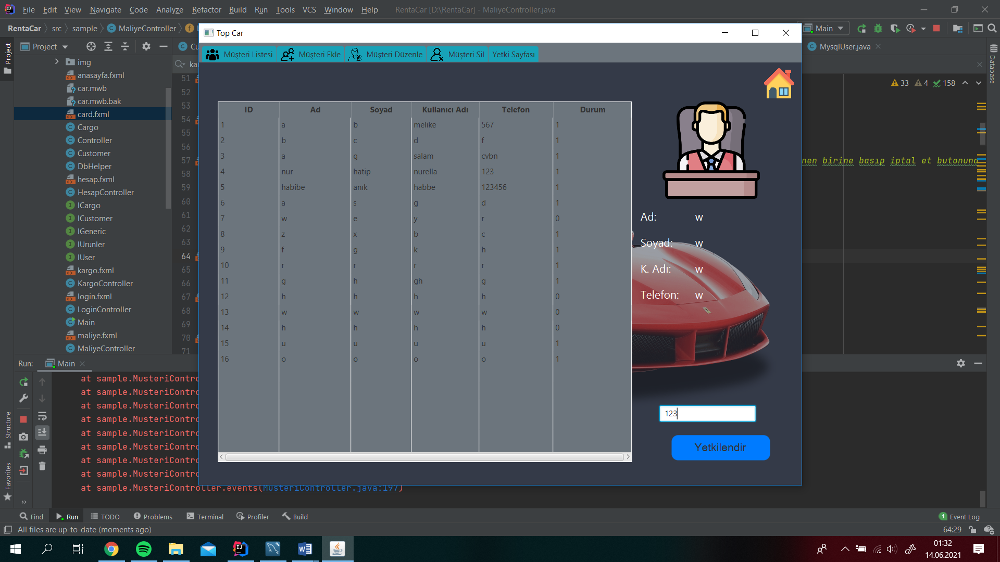 File Edit View Navigate Code Analyze Refactor Build Run Tools VCS Window Help RentaCar [D:\RentaCar] - MaliyeController.java
RentaCar src sample MaliyeController Main
Project
Top Car
MysqlUser.java
Müşteri Listesi Müşteri Ekle Müşteri Düzenle Müşteri Sil Yetki Sayfası
img
anasayfa.fxml
car.mwb
car.mwb.bak
card.fxml
Cargo
Controller
Customer
DbHelper
hesap.fxml
HesapController
ICargo
ICustomer
IGeneric
IUrunler
IUser
kargo.fxml
KargoController
login.fxml
LoginController
Main
maliye.fxml
MaliyeController
Project
Structure
Favorites
Database
51
52
53
54
55
56
57
58
59
60
61
62
63
64
65
66
67
68
69
70
71
33 4 158
nen birine basıp iptal et butonuna
ID Ad Soyad Kullanıcı Adı Telefon Durum
1 a b melike 567 1
2 b c d f 1
3 a g salam cvbn 1
4 nur hatip nurella 123 1
5 habibe anık habbe 123456 1
6 a s g d 1
7 w e y r 0
8 z x b c 1
9 f g k h 1
10 r r r r 1
11 g h gh g 1
12 h h h h 0
13 w w w w 0
14 h h h h 0
15 u u u u 1
16 o o o o 1
Ad: w
Soyad: w
K. Adı: w
Telefon: w
123
Yetkilendir
Run: Main
at sample.MusteriContro
at sample.MusteriContro
at sample.MusteriContro
at sample.MusteriContro
at sample.MusteriContro
at sample.MusteriContro
at sample.MusteriContro
at sample.MusteriContro
at sample.MusteriController.events(MusteriController.java:197)
Find Run TODO Problems Terminal Profiler Build 1 Event Log
All files are up-to-date (moments ago) 64:29
01:32
14.06.2021